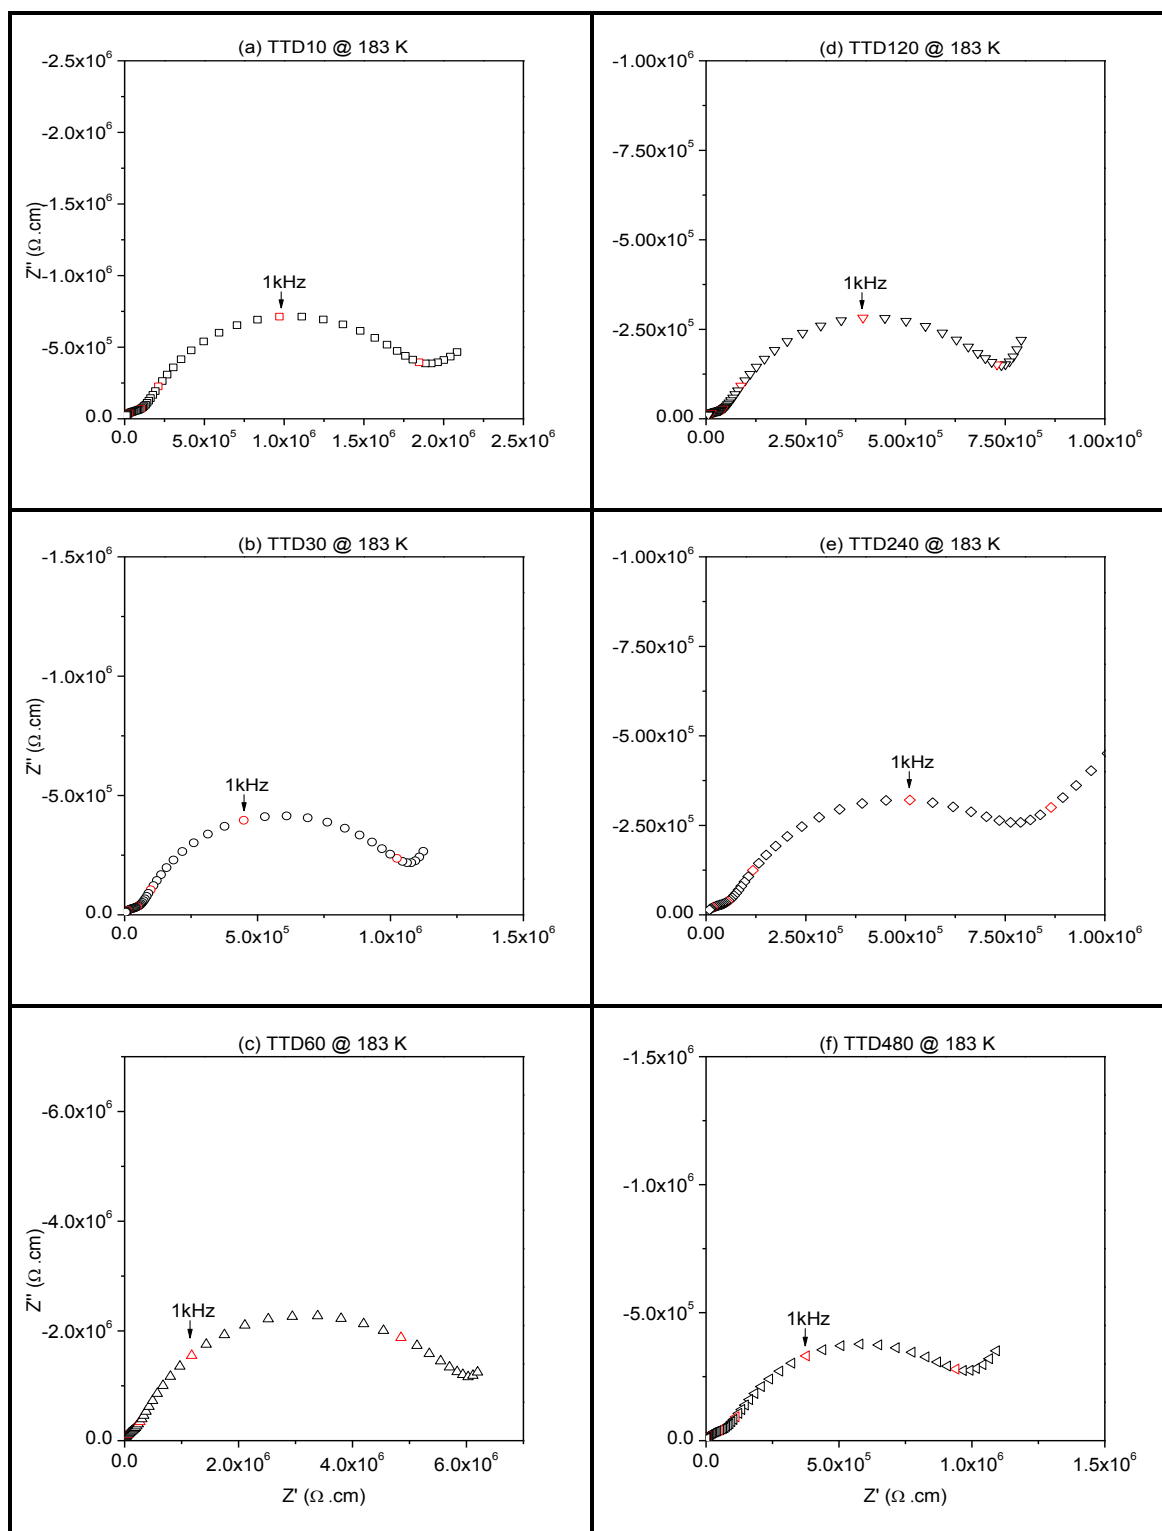 (a) TTD10 @ 183 K
-2.5x10⁶
-2.0x10⁶
-1.5x10⁶
-1.0x10⁶
-5.0x10⁵
0.0
Z'' (Ω .cm)
1kHz
0.0 5.0x10⁵ 1.0x10⁶ 1.5x10⁶ 2.0x10⁶ 2.5x10⁶
(d) TTD120 @ 183 K
-1.00x10⁶
-7.50x10⁵
-5.00x10⁵
-2.50x10⁵
0.00
1kHz
0.00 2.50x10⁵ 5.00x10⁵ 7.50x10⁵ 1.00x10⁶
(b) TTD30 @ 183 K
-1.5x10⁶
-1.0x10⁶
-5.0x10⁵
0.0
Z'' (Ω .cm)
1kHz
0.0 5.0x10⁵ 1.0x10⁶ 1.5x10⁶
(e) TTD240 @ 183 K
-1.00x10⁶
-7.50x10⁵
-5.00x10⁵
-2.50x10⁵
0.00
1kHz
0.00 2.50x10⁵ 5.00x10⁵ 7.50x10⁵ 1.00x10⁶
(c) TTD60 @ 183 K
-6.0x10⁶
-4.0x10⁶
-2.0x10⁶
0.0
Z'' (Ω .cm)
1kHz
0.0 2.0x10⁶ 4.0x10⁶ 6.0x10⁶
Z' (Ω .cm)
(f) TTD480 @ 183 K
-1.5x10⁶
-1.0x10⁶
-5.0x10⁵
0.0
1kHz
0.0 5.0x10⁵ 1.0x10⁶ 1.5x10⁶
Z' (Ω .cm)